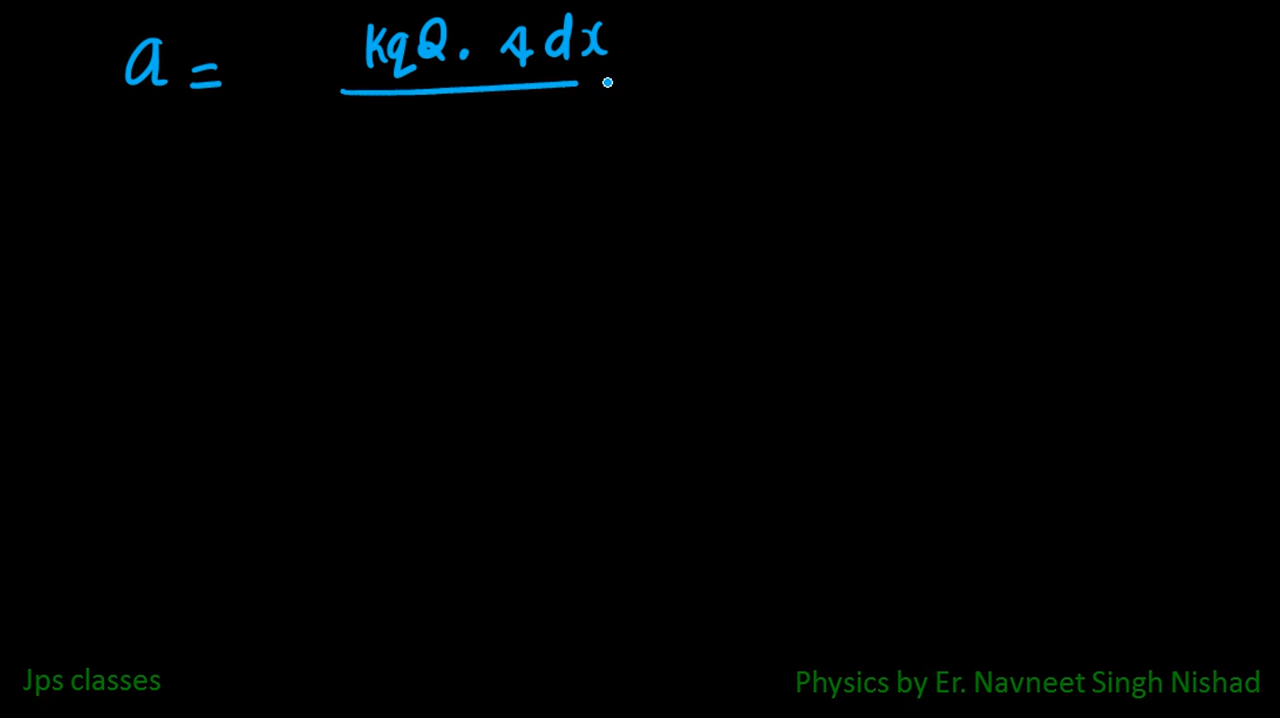 a = KqQ. 4dx
Jps classes
Physics by Er. Navneet Singh Nishad